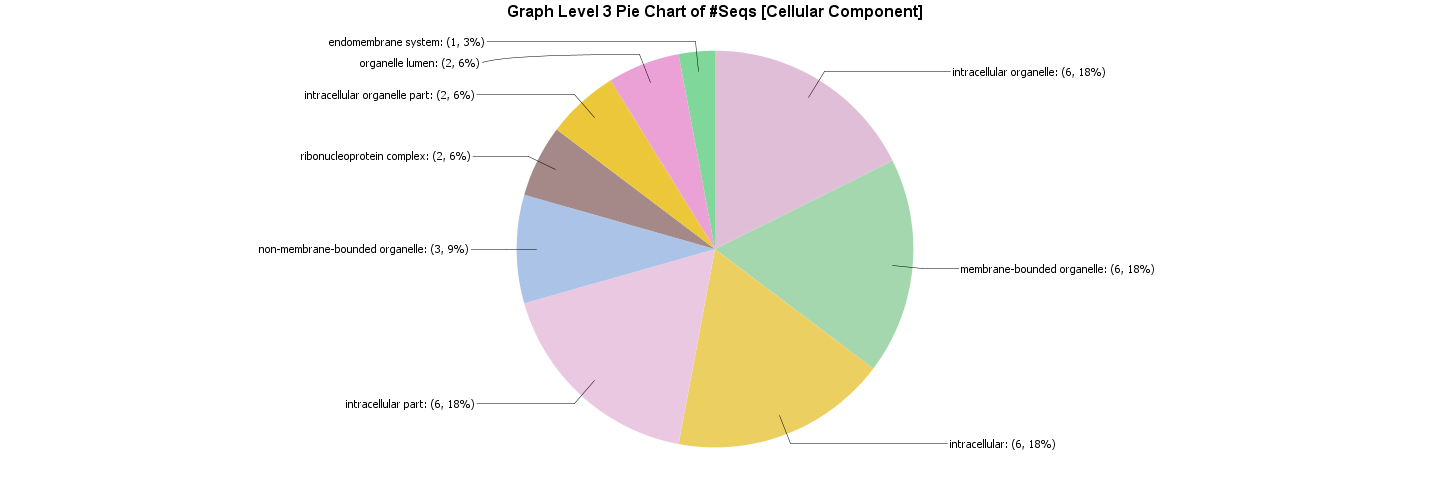 Graph Level 3 Pie Chart of #Seqs [Cellular Component]
endomembrane system: (1, 3%)
organelle lumen: (2, 6%)
intracellular organelle: (6, 18%)
intracellular organelle part: (2, 6%)
ribonucleoprotein complex: (2, 6%)
non-membrane-bounded organelle: (3, 9%)
membrane-bounded organelle: (6, 18%)
intracellular part: (6, 18%)
intracellular: (6, 18%)